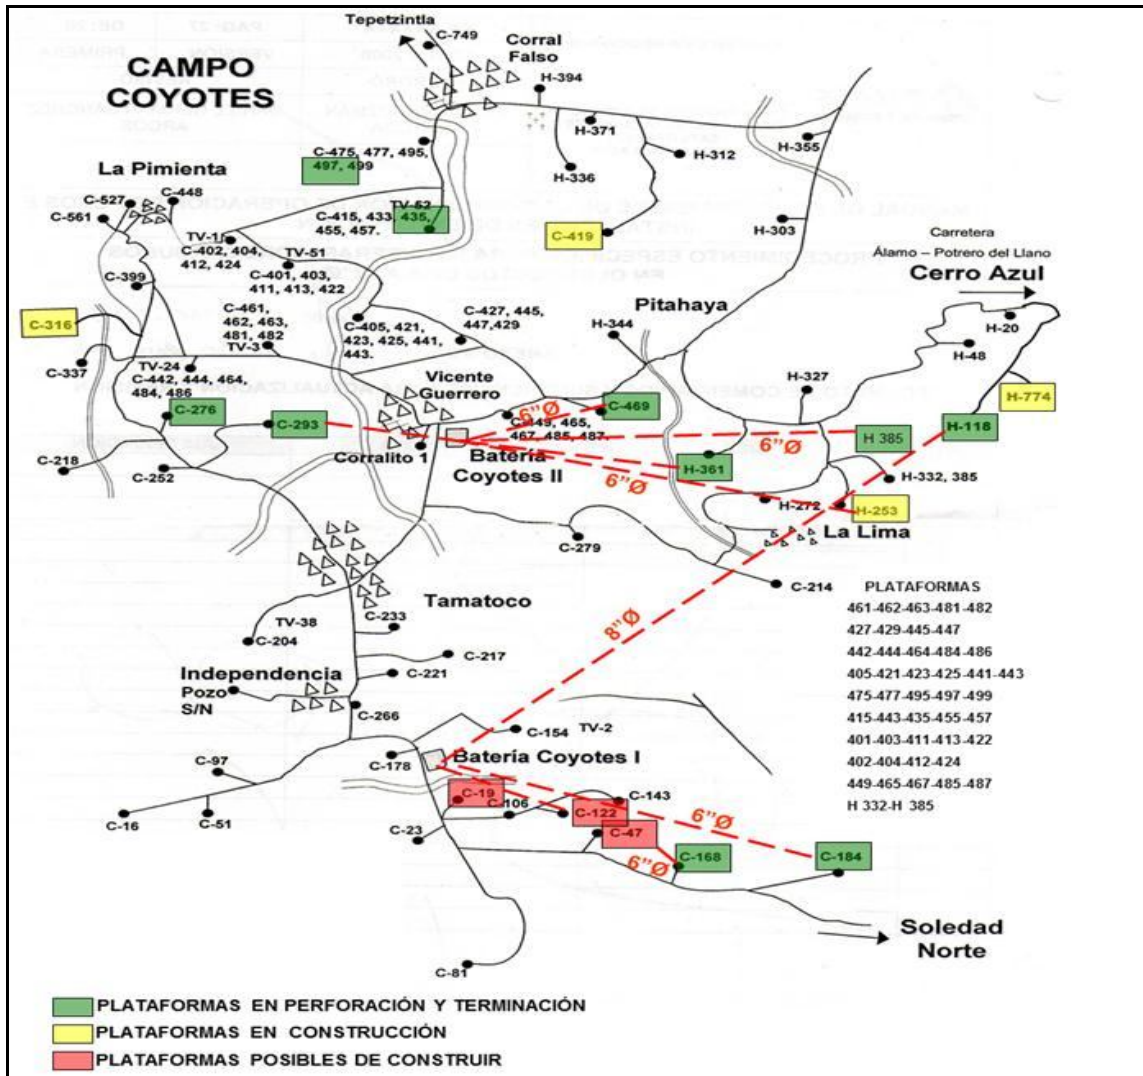 Tepetzintla
C-749
Corral
Falso
CAMPO
COYOTES
H-394
H-371
H-355
C-475, 477, 495,
497, 499
H-312
H-336
La Pimienta
C-448
C-527
C-561
TV-52
C-415, 433, 435,
455, 457.
C-419
H-303
Carretera
Álamo – Potrero del Llano
Cerro Azul
TV-1
C-402, 404,
412, 424
TV-51
C-401, 403,
411, 413, 422
C-399
Pitahaya
C-461,
462, 463,
481, 482
TV-3
C-427, 445,
447,429
C-405, 421,
423, 425, 441,
443.
C-316
H-344
H-20
H-48
C-337
TV-24
C-442, 444, 464,
484, 486
Vicente
Guerrero
H-327
H-774
C-276
C-293
6"Ø
C-469
C-449, 465,
467, 485, 487.
H-118
H 385
6"Ø
Corralito 1
Batería
Coyotes II
H-361
6"Ø
C-218
C-252
H-332, 385
H-272
H-253
La Lima
C-279
C-214
PLATAFORMAS
461-462-463-481-482
427-429-445-447
442-444-464-484-486
405-421-423-425-441-443
475-477-495-497-499
415-443-435-455-457
401-403-411-413-422
402-404-412-424
449-465-467-485-487
H 332-H 385
Tamatoco
C-233
TV-38
C-204
8"Ø
C-217
Independencia
C-221
Pozo
S/N
C-266
C-154
TV-2
C-97
C-178
Batería Coyotes I
C-19
C-143
C-106
C-122
C-16
C-51
C-23
C-47
6"Ø
6"Ø
C-168
C-184
Soledad
Norte
C-81
PLATAFORMAS EN PERFORACIÓN Y TERMINACIÓN
PLATAFORMAS EN CONSTRUCCIÓN
PLATAFORMAS POSIBLES DE CONSTRUIR